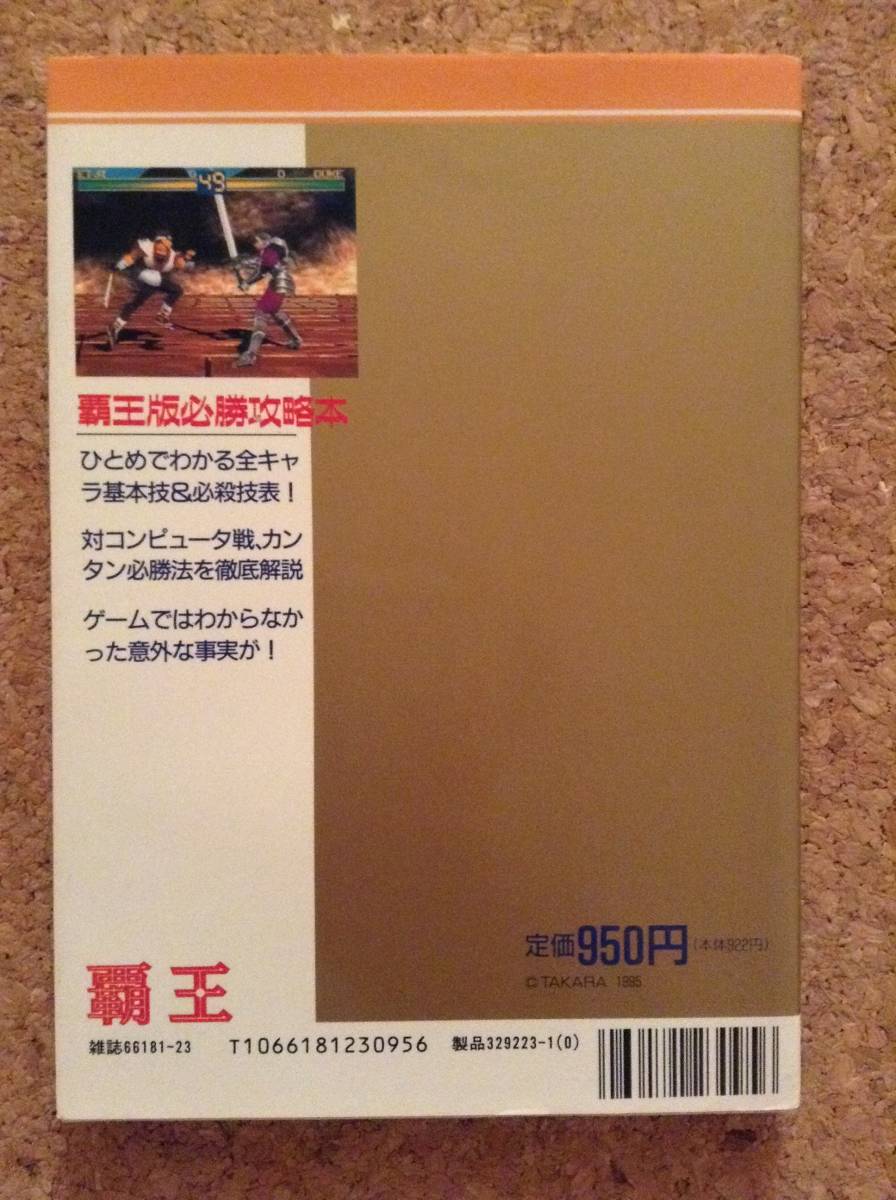 49
D DUKE
覇王版必勝攻略本
ひとめでわかる全キャ
ラ基本技&必殺技表！
対コンピュータ戦、カン
タン必勝法を徹底解説
ゲームではわからなか
った意外な事実が！
定価950円(本体922円)
©TAKARA 1995
覇王
雑誌66181-23 T1066181230956 製品329223-1(0)